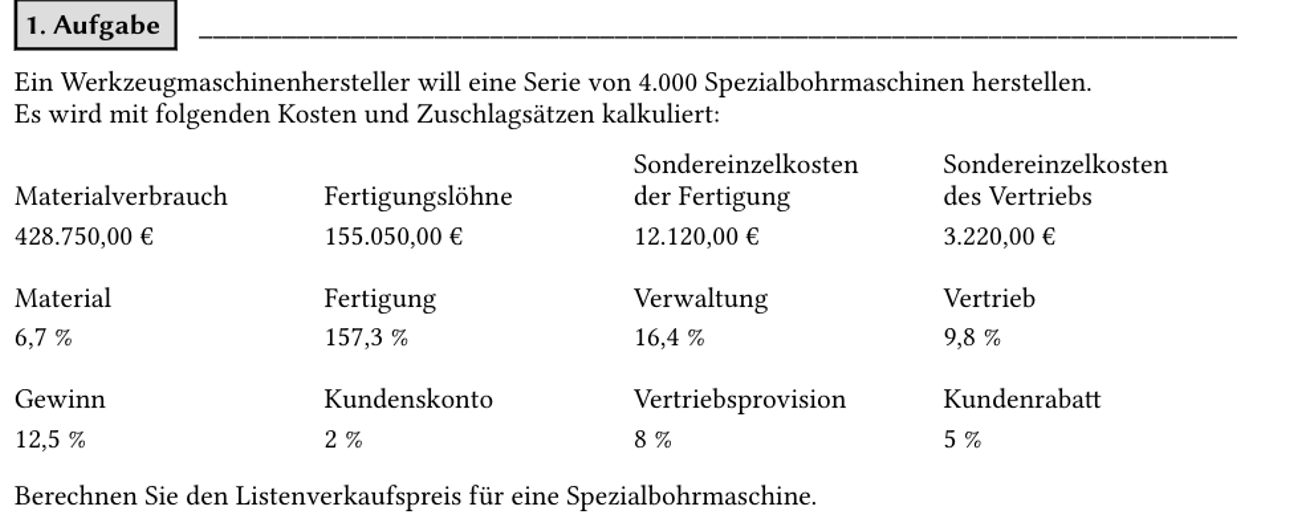 1. Aufgabe
Ein Werkzeugmaschinenhersteller will eine Serie von 4.000 Spezialbohrmaschinen herstellen.
Es wird mit folgenden Kosten und Zuschlagsätzen kalkuliert:
Sondereinzelkosten Sondereinzelkosten
Materialverbrauch Fertigungslöhne der Fertigung des Vertriebs
428.750,00 € 155.050,00 € 12.120,00 € 3.220,00 €
Material Fertigung Verwaltung Vertrieb
6,7 % 157,3 % 16,4 % 9,8 %
Gewinn Kundenskonto Vertriebsprovision Kundenrabatt
12,5 % 2 % 8 % 5 %
Berechnen Sie den Listenverkaufspreis für eine Spezialbohrmaschine.